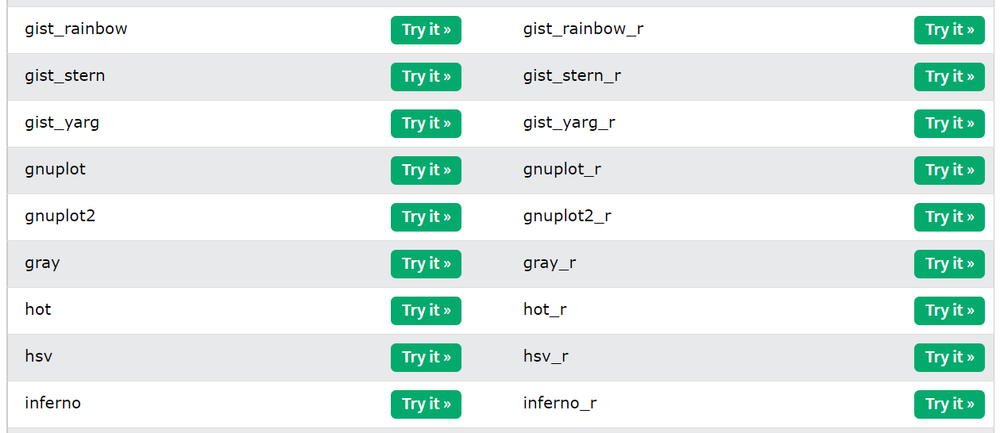 gist_rainbow Try it » gist_rainbow_r Try it »
gist_stern Try it » gist_stern_r Try it »
gist_yarg Try it » gist_yarg_r Try it »
gnuplot Try it » gnuplot_r Try it »
gnuplot2 Try it » gnuplot2_r Try it »
gray Try it » gray_r Try it »
hot Try it » hot_r Try it »
hsv Try it » hsv_r Try it »
inferno Try it » inferno_r Try it »